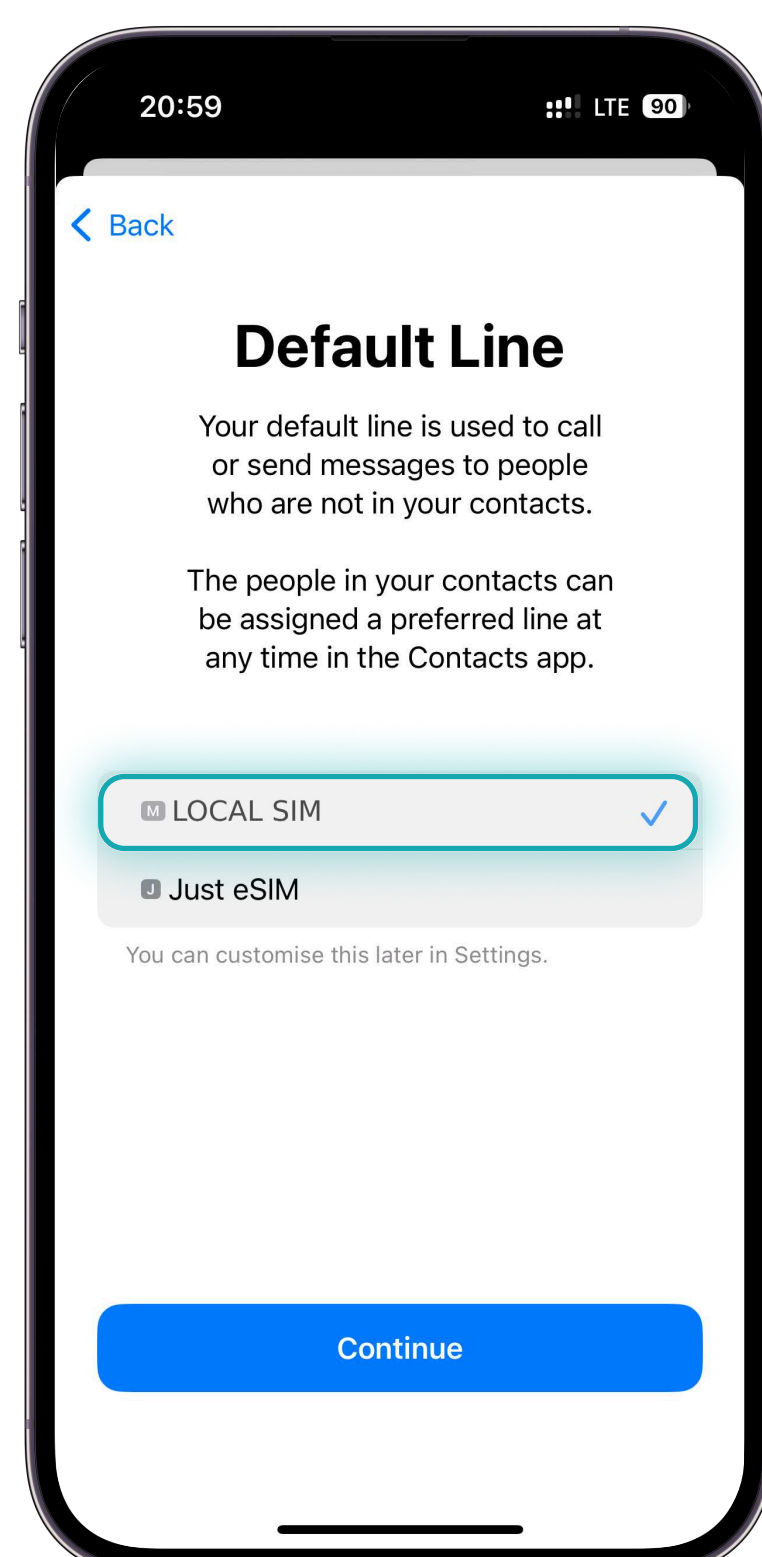 20:59 LTE 90
Back
Default Line
Your default line is used to call
or send messages to people
who are not in your contacts.
The people in your contacts can
be assigned a preferred line at
any time in the Contacts app.
M LOCAL SIM
J Just eSIM
You can customise this later in Settings.
Continue